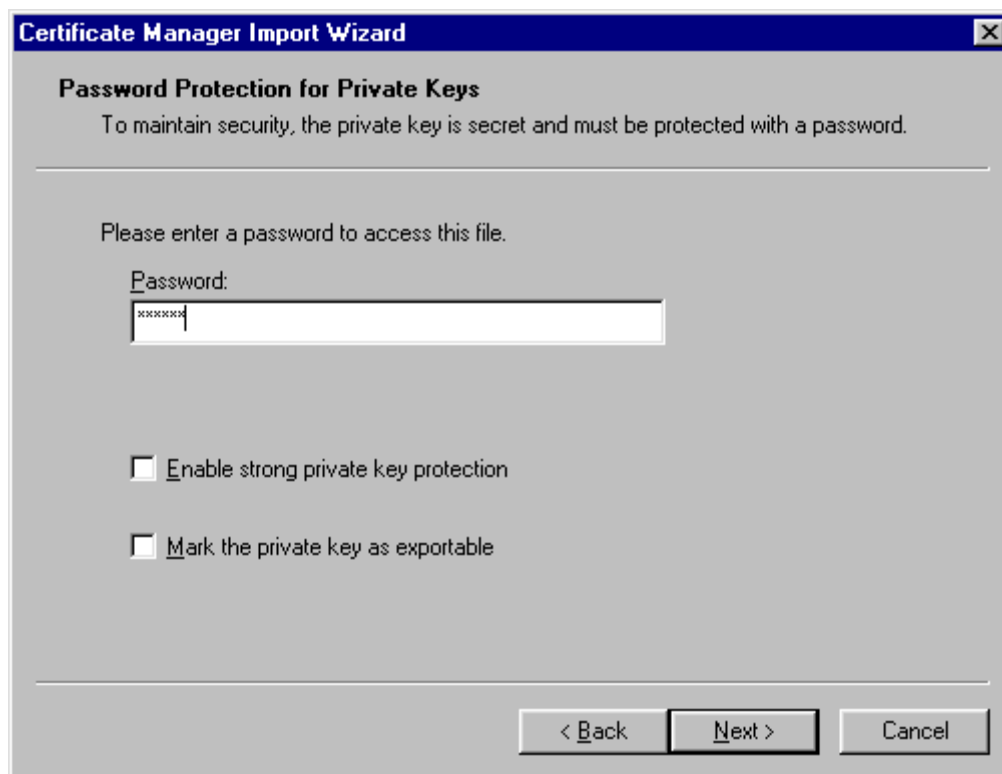 Certificate Manager Import Wizard
Password Protection for Private Keys
To maintain security, the private key is secret and must be protected with a password.
Please enter a password to access this file.
Password:
******
Enable strong private key protection
Mark the private key as exportable
< Back Next > Cancel